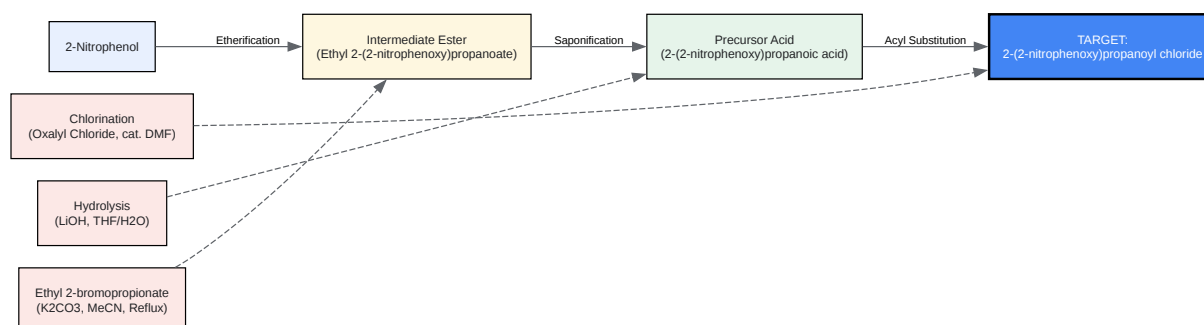 2-Nitrophenol
Etherification
Intermediate Ester
(Ethyl 2-(2-nitrophenoxy)propanoate)
Saponification
Precursor Acid
(2-(2-nitrophenoxy)propanoic acid)
Acyl Substitution
TARGET:
2-(2-nitrophenoxy)propanoyl chloride
Chlorination
(Oxalyl Chloride, cat. DMF)
Hydrolysis
(LiOH, THF/H2O)
Ethyl 2-bromopropionate
(K2CO3, MeCN, Reflux)